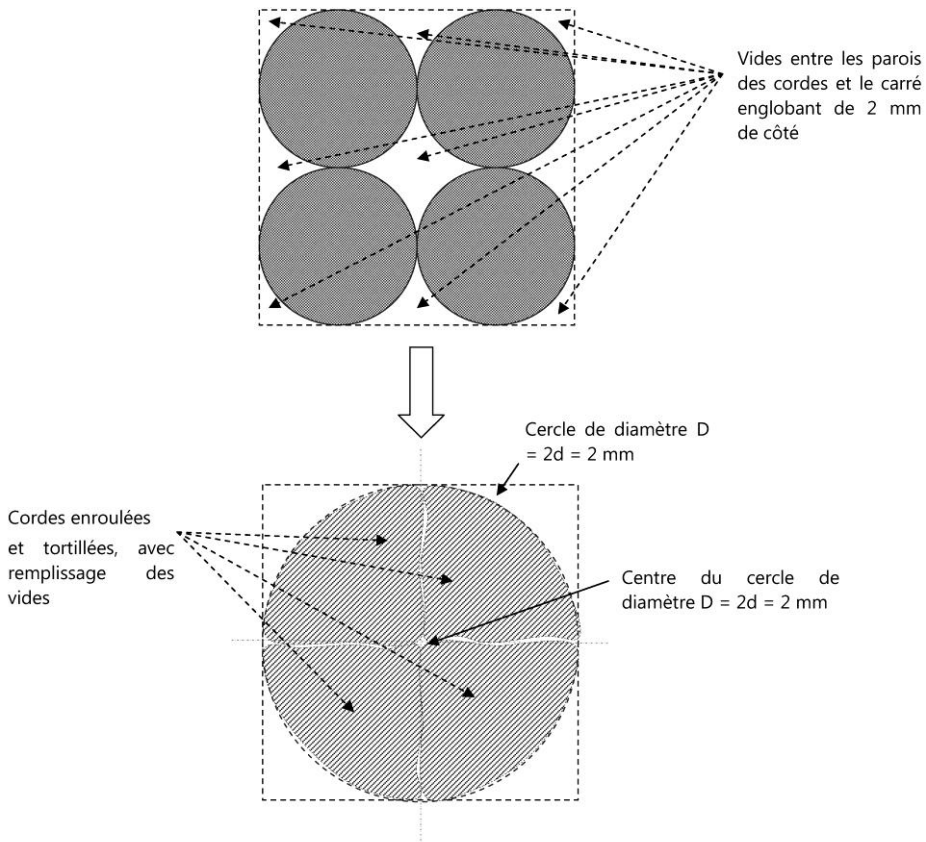 Vides entre les parois
des cordes et le carré
englobant de 2 mm
de côté
Cercle de diamètre D
= 2d = 2 mm
Cordes enroulées
et tortillées, avec
remplissage des
vides
Centre du cercle de
diamètre D = 2d = 2 mm